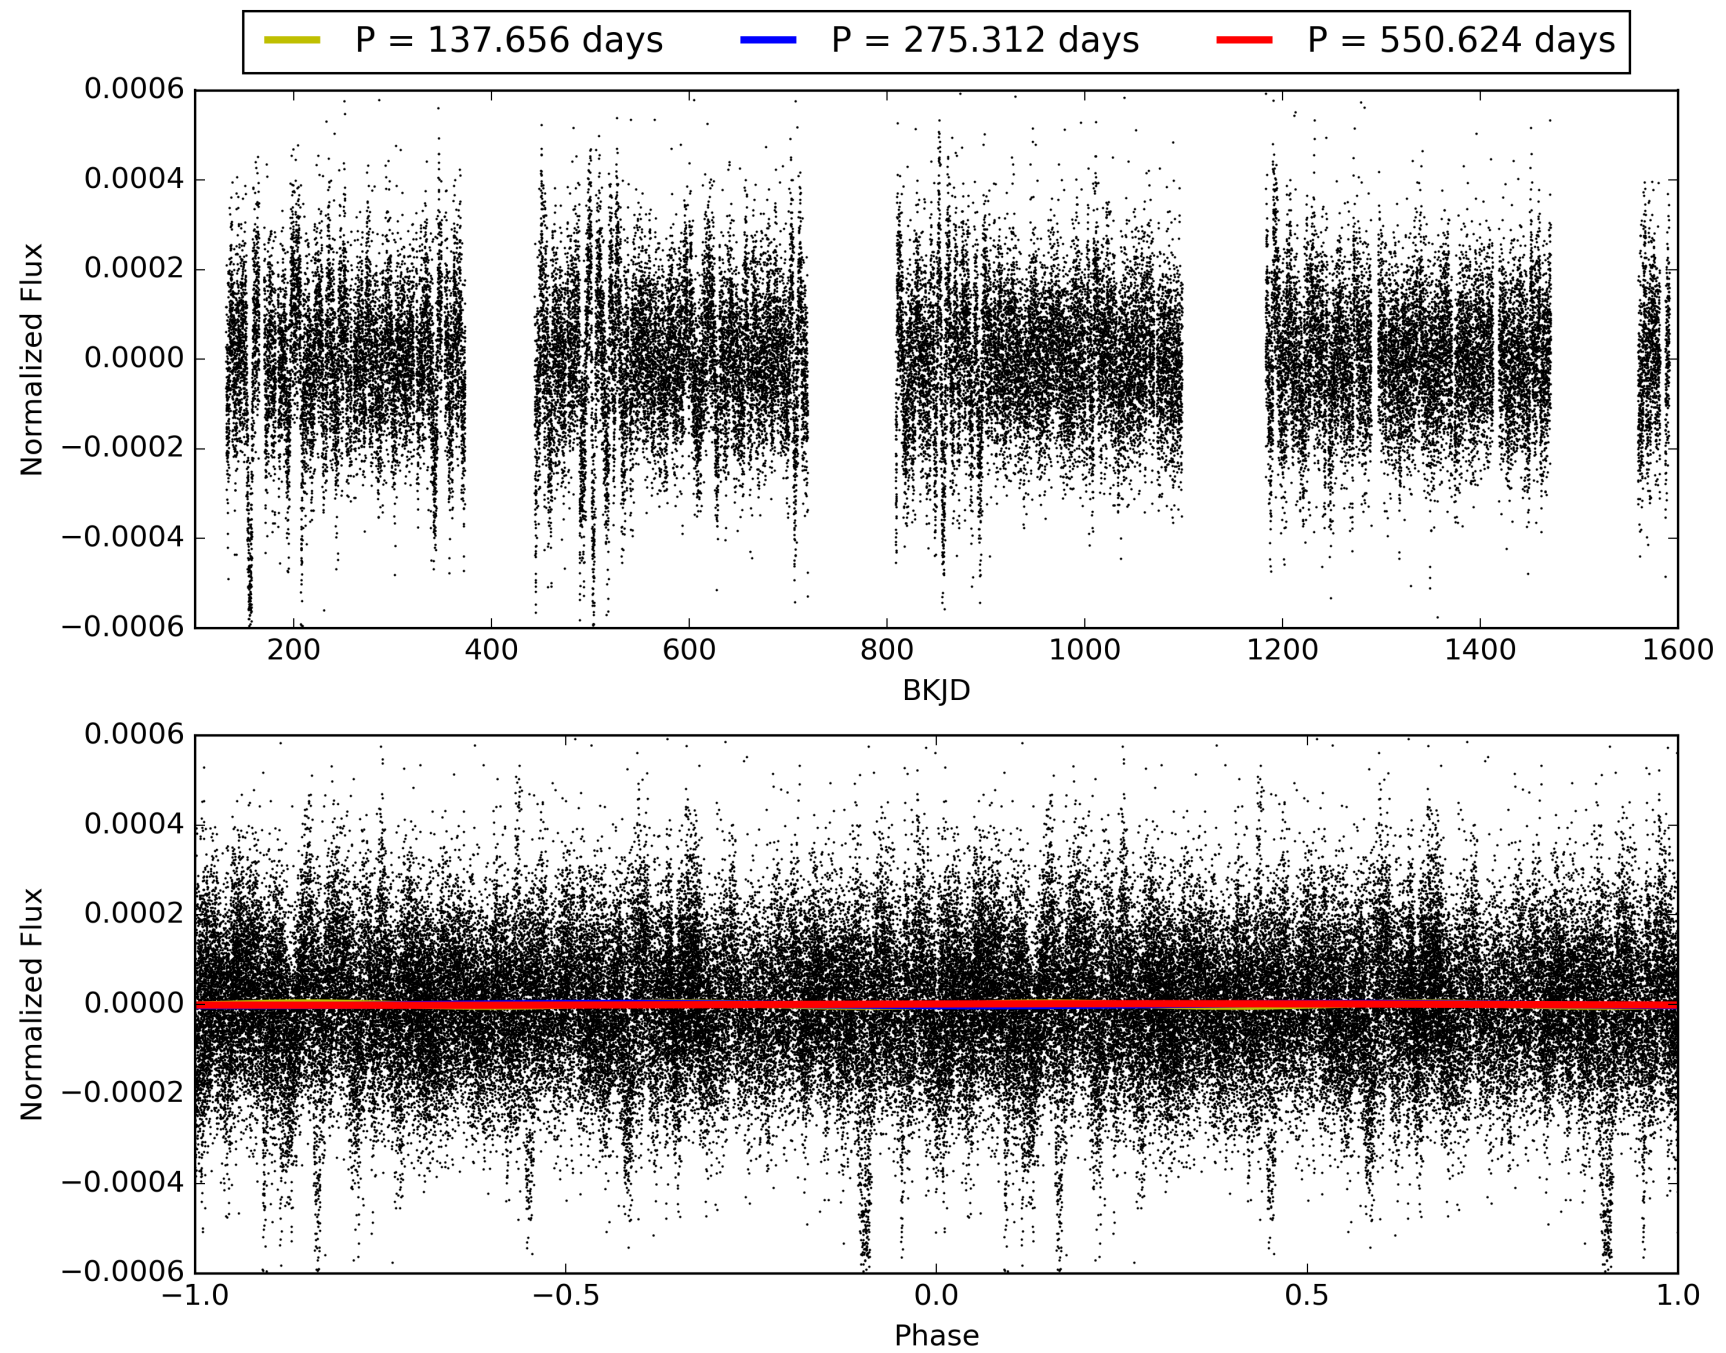 P = 137.656 days P = 275.312 days P = 550.624 days
0.0006
0.0004
0.0002
0.0000
−0.0002
−0.0004
−0.0006
Normalized Flux
200 400 600 800 1000 1200 1400 1600
BKJD
0.0006
0.0004
0.0002
0.0000
−0.0002
−0.0004
−0.0006
Normalized Flux
−1.0 −0.5 0.0 0.5 1.0
Phase